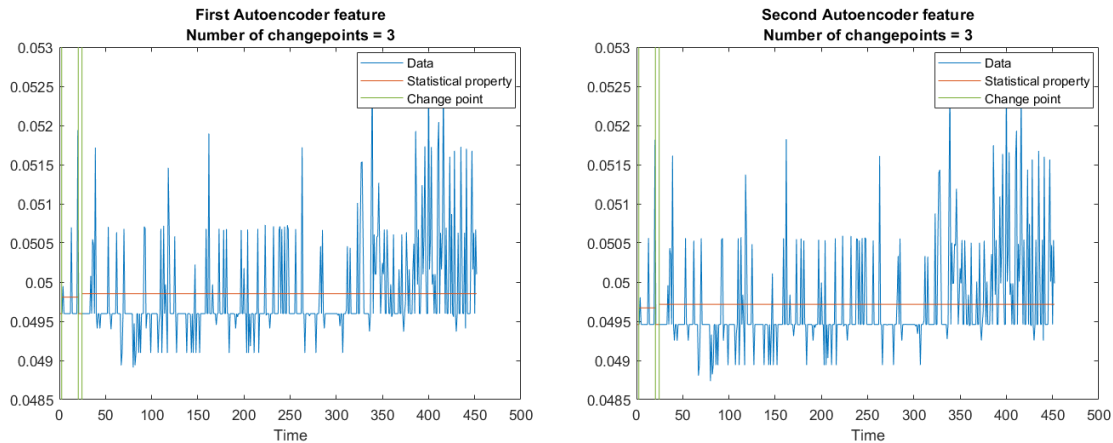 First Autoencoder feature
Number of changepoints = 3
0.053
0.0525
0.052
0.0515
0.051
0.0505
0.05
0.0495
0.049
0.0485
Data
Statistical property
Change point
0 50 100 150 200 250 300 350 400 450 500
Time
Second Autoencoder feature
Number of changepoints = 3
0.053
0.0525
0.052
0.0515
0.051
0.0505
0.05
0.0495
0.049
0.0485
Data
Statistical property
Change point
0 50 100 150 200 250 300 350 400 450 500
Time